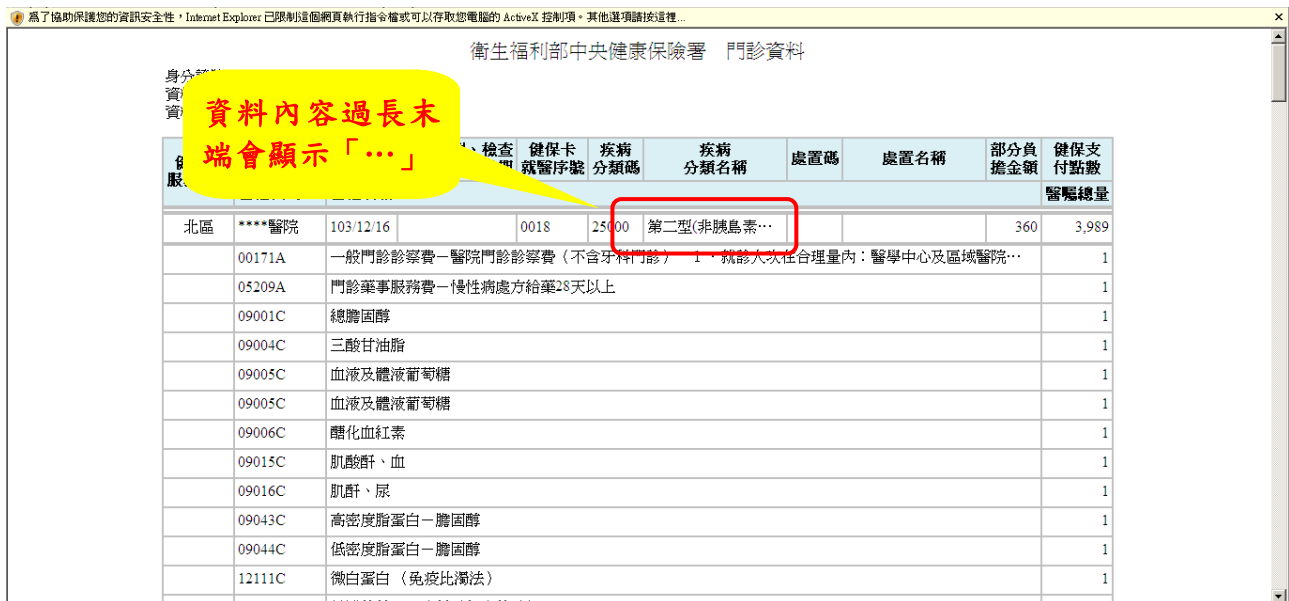 為了協助保護您的資訊安全性，Internet Explorer 已限制這個網頁執行指令檔或可以存取您電腦的 ActiveX 控制項。其他選項請按這裡...
衛生福利部中央健康保險署 門診資料
資料內容過長末
端會顯示「…」
檢查 健保卡 疾病 疾病 處置碼 處置名稱 部分負 健保支
就醫序號 分類碼 分類名稱 擔金額 付點數
醫囑總量
北區 ****醫院 103/12/16 0018 25000 第二型(非胰島素… 360 3,989
00171A 一般門診診察費－醫院門診診察費（不含牙科門診） 1．就診人次在合理量內：醫學中心及區域醫院… 1
05209A 門診藥事服務費－慢性病處方給藥28天以上 1
09001C 總膽固醇 1
09004C 三酸甘油脂 1
09005C 血液及體液葡萄糖 1
09005C 血液及體液葡萄糖 1
09006C 醣化血紅素 1
09015C 肌酸酐、血 1
09016C 肌酐、尿 1
09043C 高密度脂蛋白－膽固醇 1
09044C 低密度脂蛋白－膽固醇 1
12111C 微白蛋白（免疫比濁法） 1